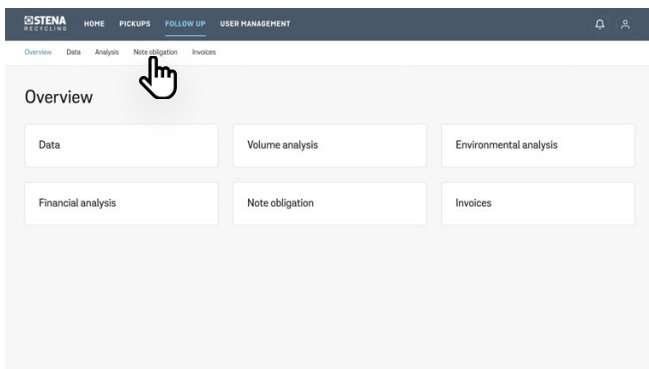 STENA
RECYCLING
HOME PICKUPS FOLLOW UP USER MANAGEMENT
Overview Data Analysis Note obligation Invoices
Overview
Data Volume analysis Environmental analysis
Financial analysis Note obligation Invoices